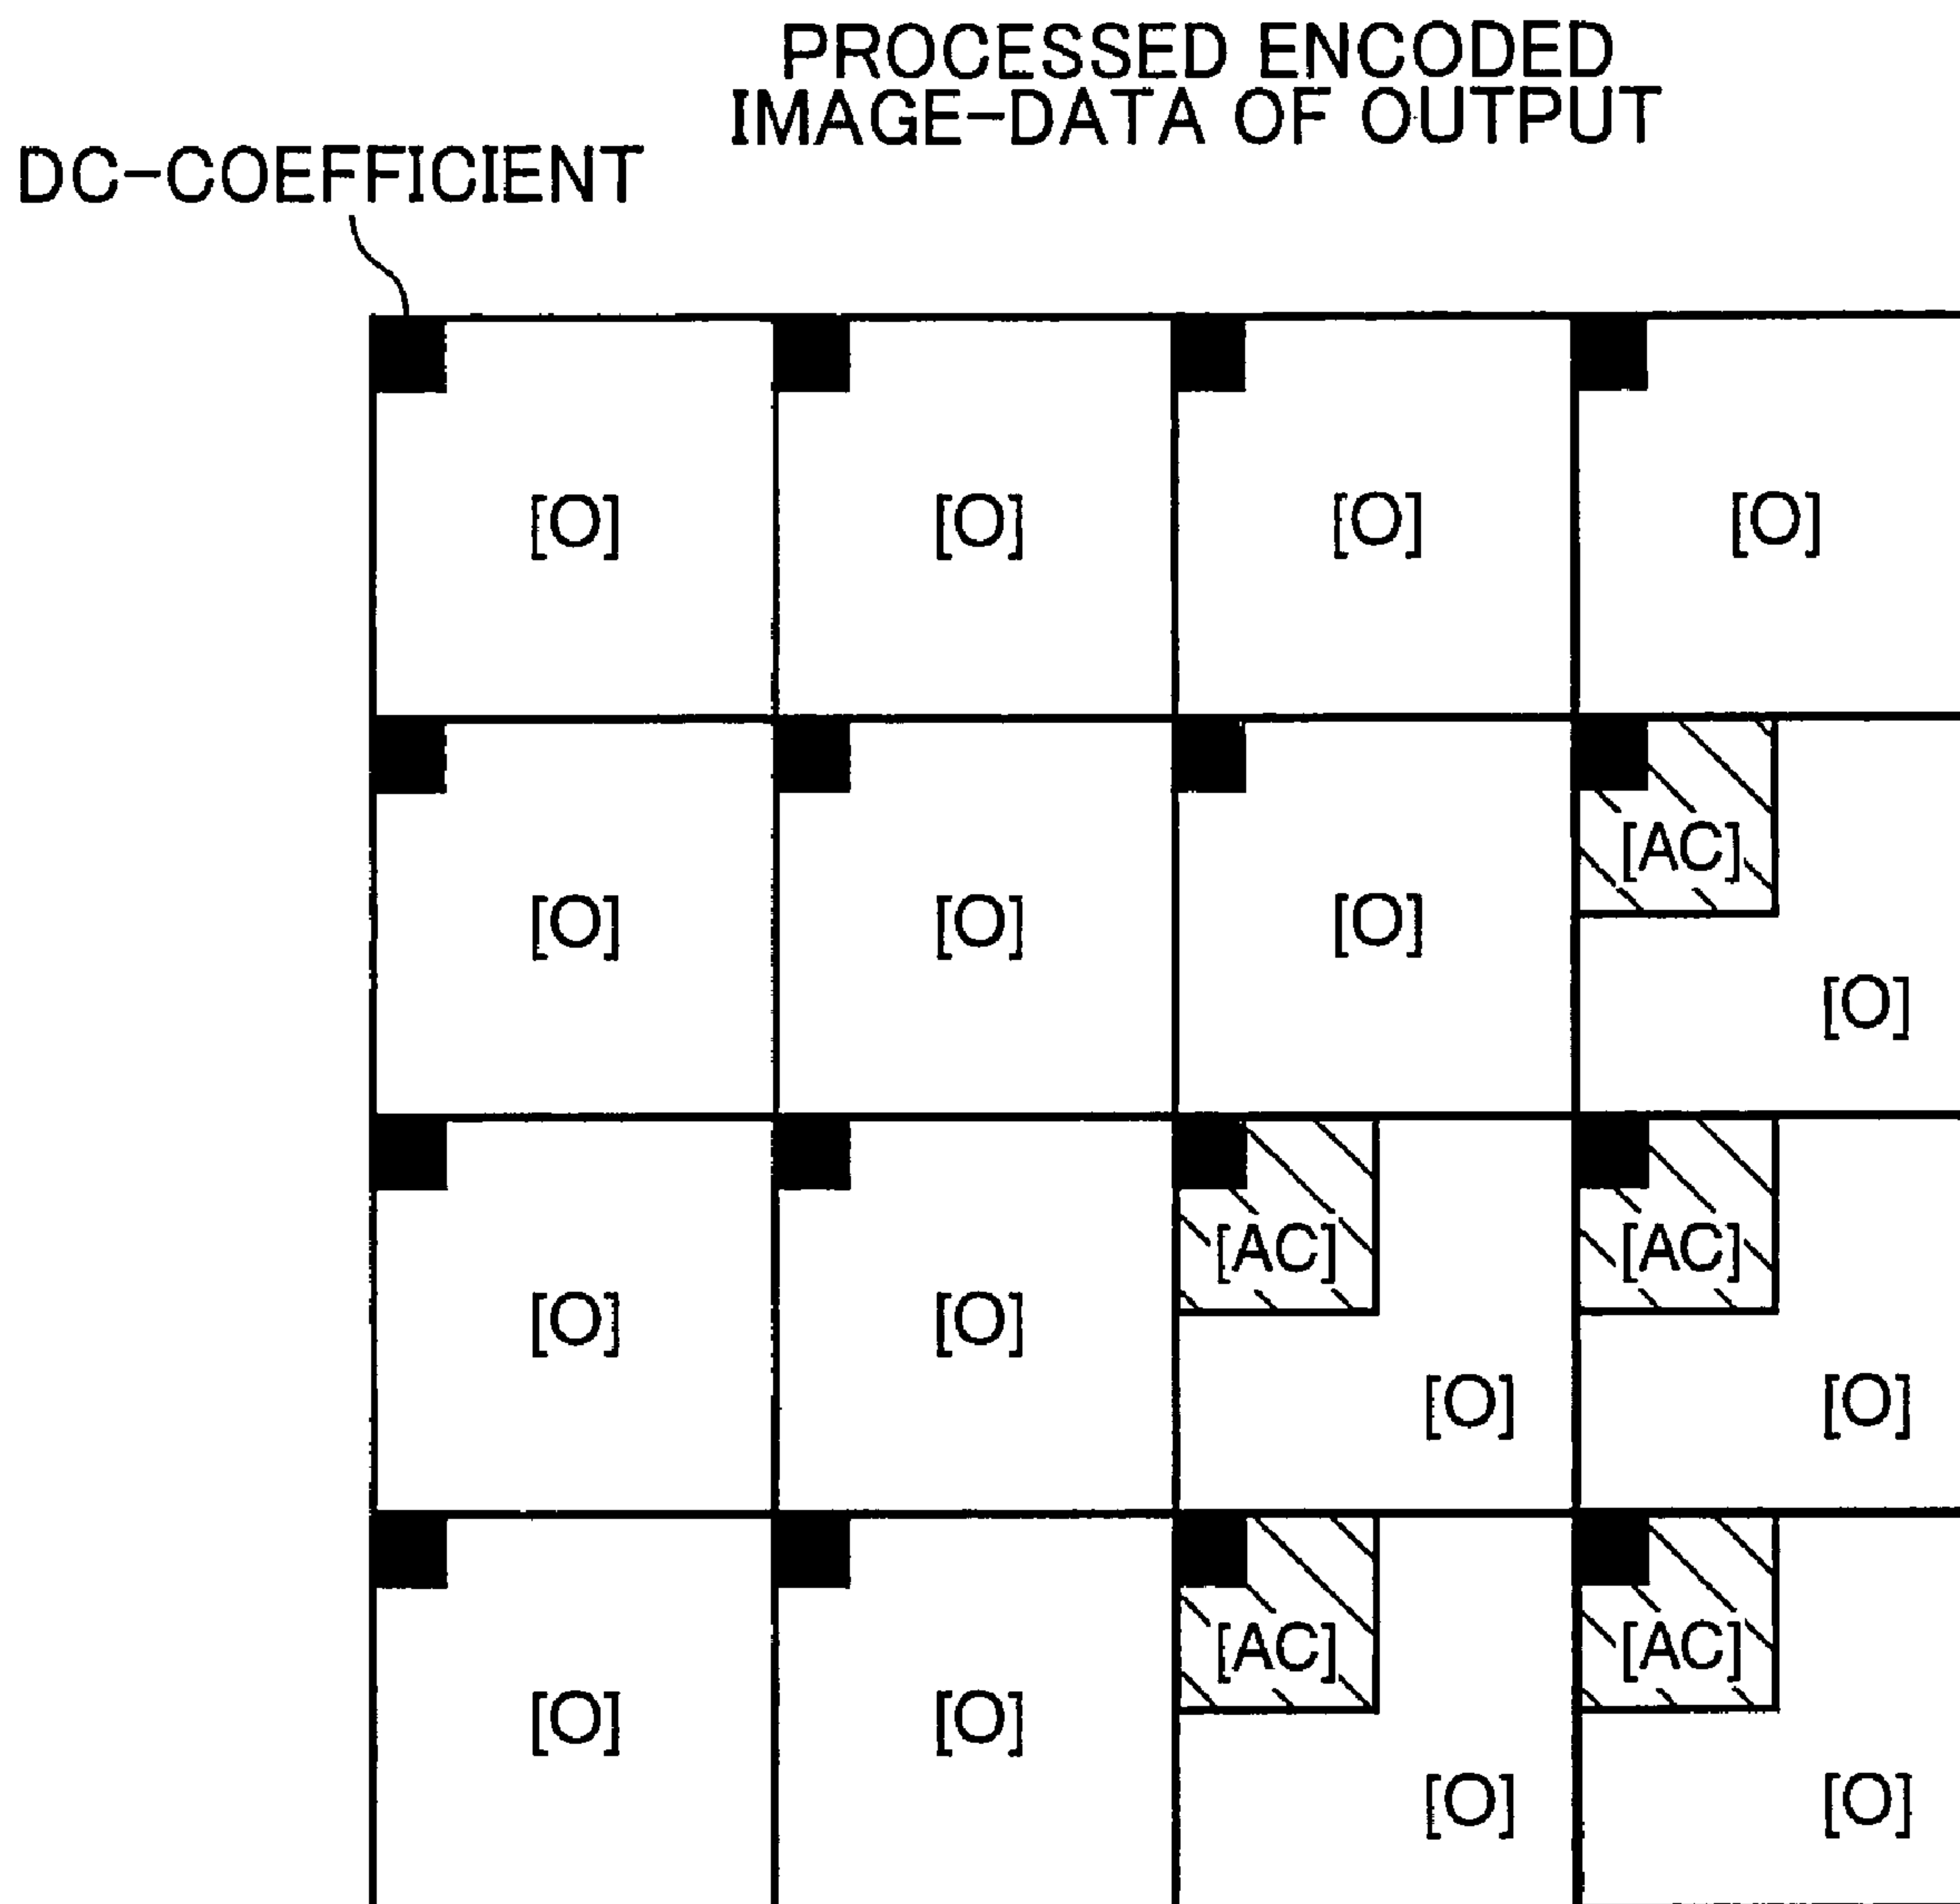 PROCESSED ENCODED
IMAGE-DATA OF OUTPUT
DC-COEFFICIENT
[O] [O] [O] [O]
[AC]
[O] [O] [O]
[O]
[AC] [AC]
[O] [O]
[O] [O]
[AC] [AC]
[O] [O]
[O] [O]